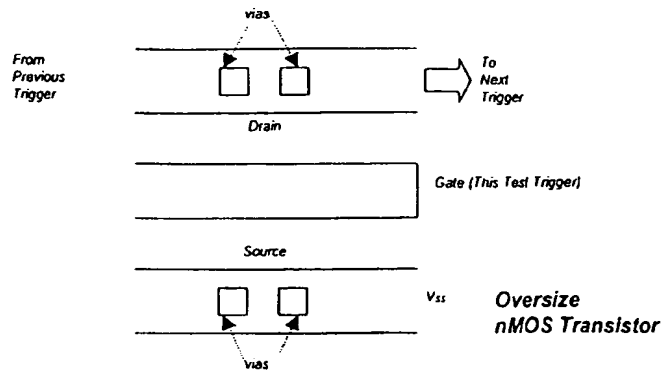 vias
From
Previous
Trigger
To
Next
Trigger
Drain
Gate (This Test Trigger)
Source
Vss
Oversize
nMOS Transistor
vias